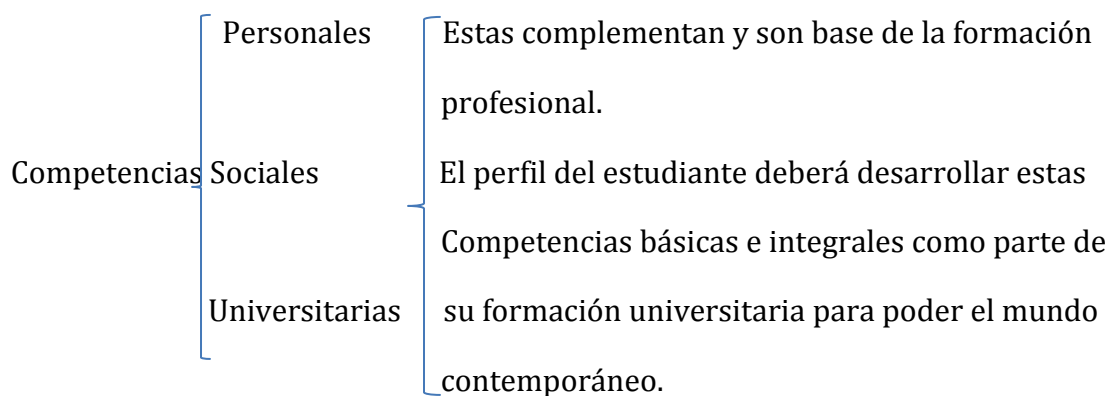 Personales Estas complementan y son base de la formación
profesional.
Competencias Sociales El perfil del estudiante deberá desarrollar estas
Competencias básicas e integrales como parte de
Universitarias su formación universitaria para poder el mundo
contemporáneo.